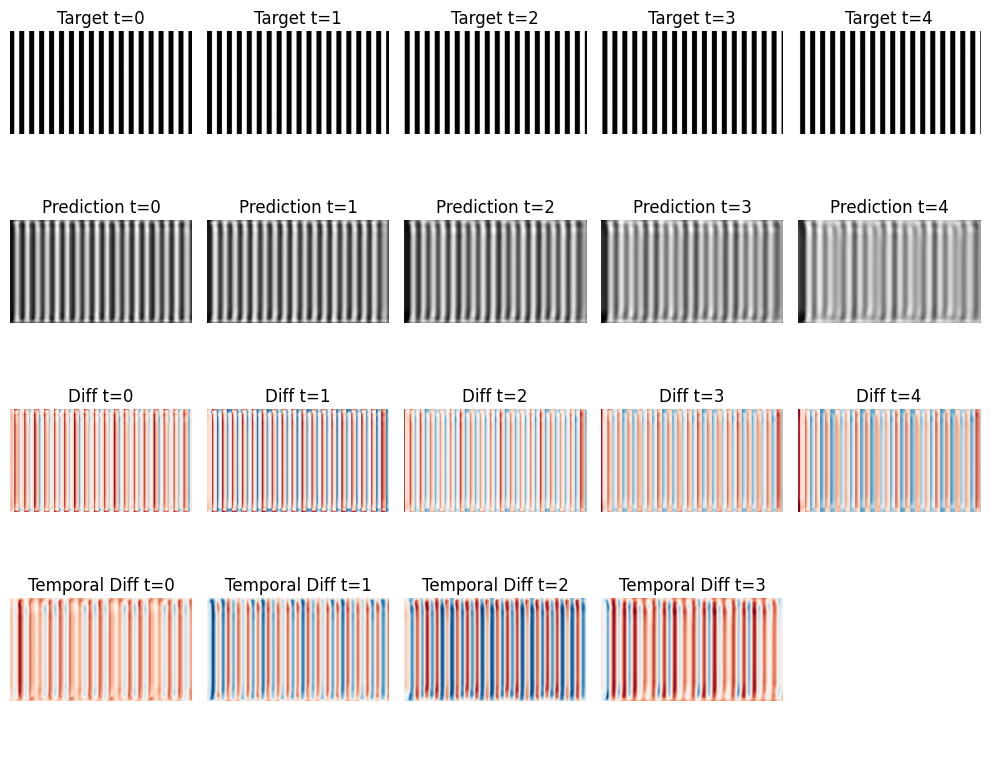 Target t=0 Target t=1 Target t=2 Target t=3 Target t=4
Prediction t=0 Prediction t=1 Prediction t=2 Prediction t=3 Prediction t=4
Diff t=0 Diff t=1 Diff t=2 Diff t=3 Diff t=4
Temporal Diff t=0 Temporal Diff t=1 Temporal Diff t=2 Temporal Diff t=3